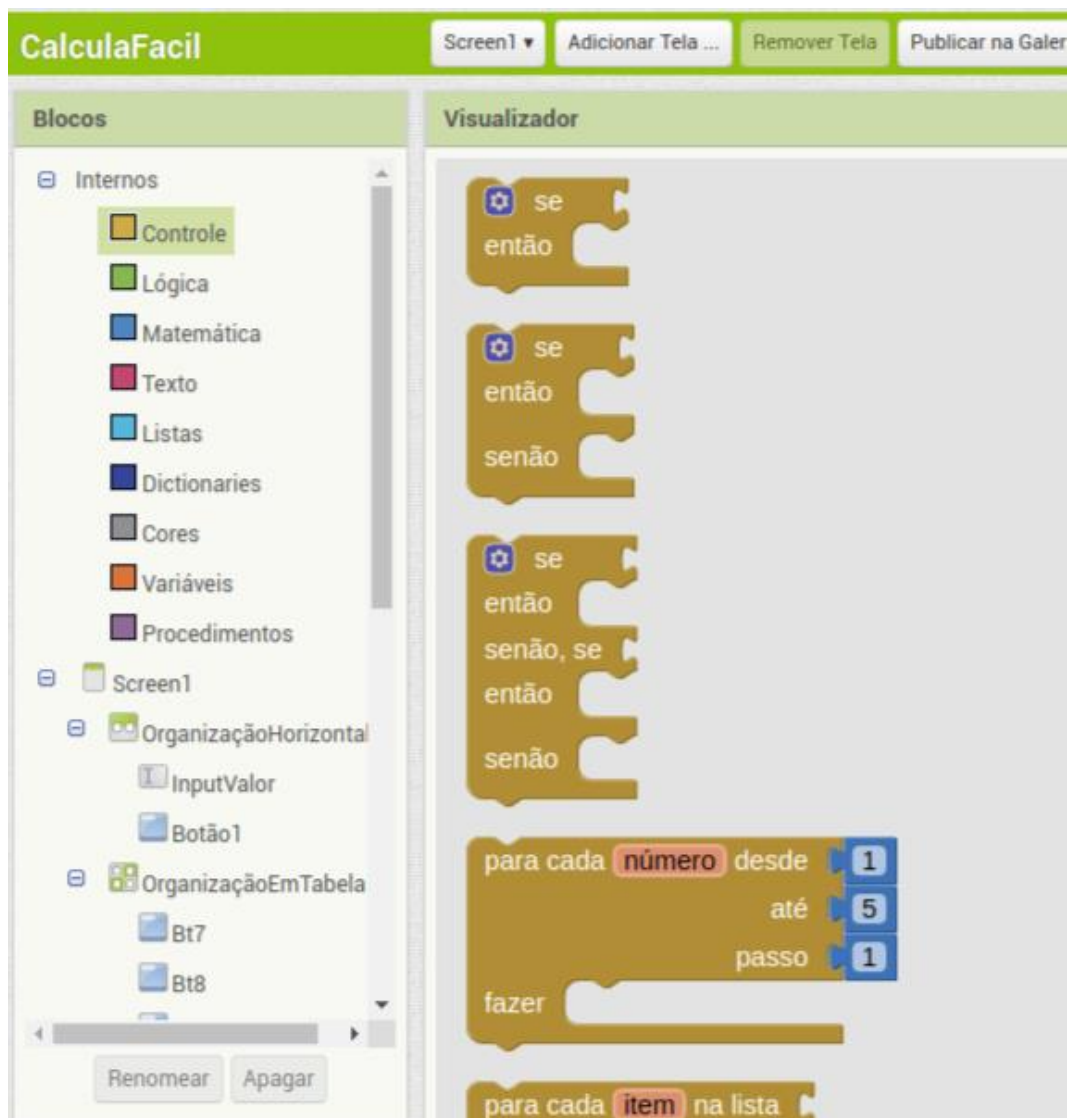 CalculaFacil
Screen1 ▾
Adicionar Tela ...
Remover Tela
Publicar na Galer
Blocos
Internos
Controle
Lógica
Matemática
Texto
Listas
Dictionaries
Cores
Variáveis
Procedimentos
Screen1
OrganizaçãoHorizontal
InputValor
Botão1
OrganizaçãoEmTabela
Bt7
Bt8
Renomear
Apagar
Visualizador
se
então
se
então
senão
se
então
senão, se
então
senão
para cada número desde 1
até 5
passo 1
fazer
para cada item na lista